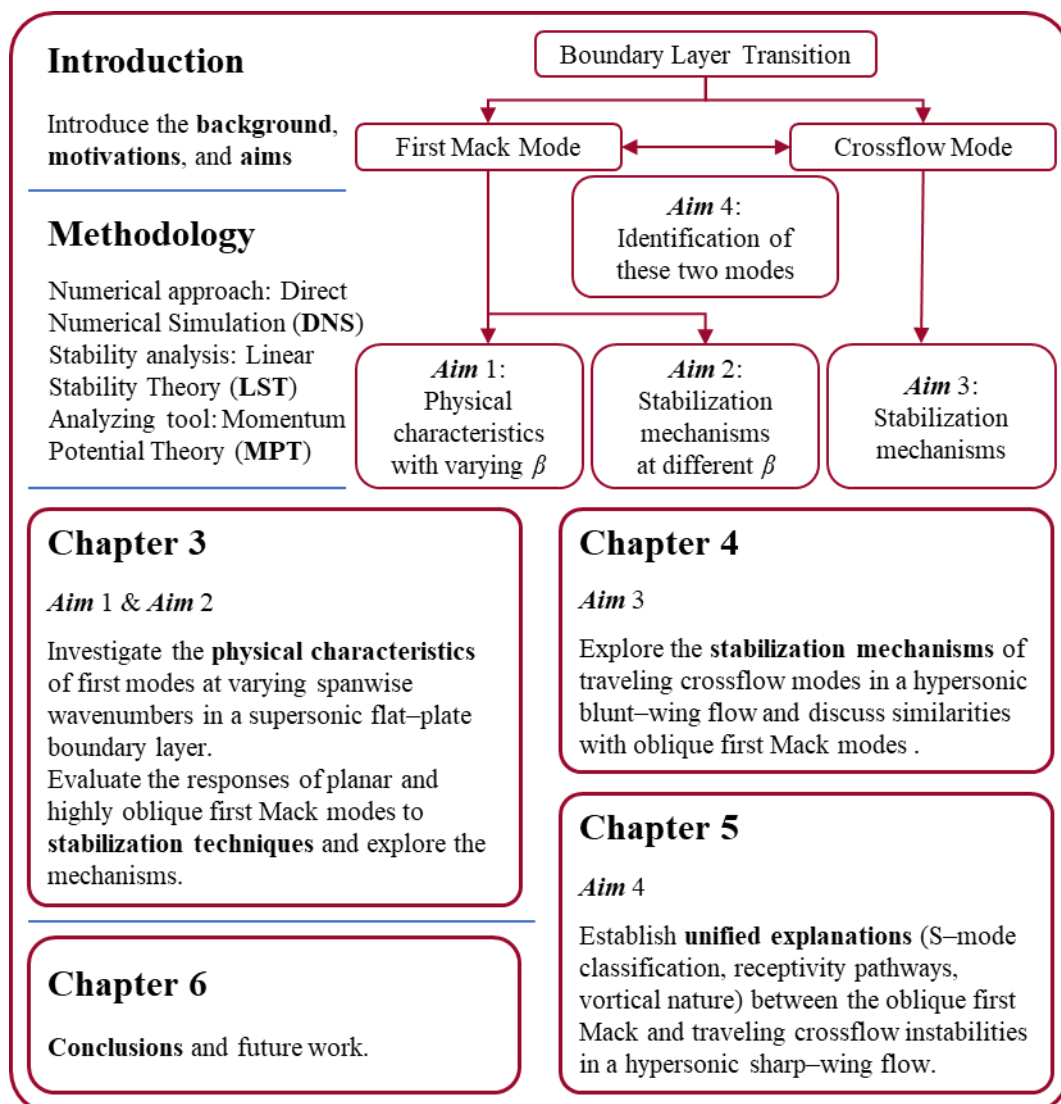 Introduction
Introduce the background,
motivations, and aims
Methodology
Numerical approach: Direct
Numerical Simulation (DNS)
Stability analysis: Linear
Stability Theory (LST)
Analyzing tool: Momentum
Potential Theory (MPT)
Boundary Layer Transition
First Mack Mode
Crossflow Mode
Aim 4:
Identification of
these two modes
Aim 1:
Physical
characteristics
with varying β
Aim 2:
Stabilization
mechanisms
at different β
Aim 3:
Stabilization
mechanisms
Chapter 3
Aim 1 & Aim 2
Investigate the physical characteristics
of first modes at varying spanwise
wavenumbers in a supersonic flat–plate
boundary layer.
Evaluate the responses of planar and
highly oblique first Mack modes to
stabilization techniques and explore the
mechanisms.
Chapter 4
Aim 3
Explore the stabilization mechanisms of
traveling crossflow modes in a hypersonic
blunt–wing flow and discuss similarities
with oblique first Mack modes .
Chapter 5
Aim 4
Establish unified explanations (S–mode
classification, receptivity pathways,
vortical nature) between the oblique first
Mack and traveling crossflow instabilities
in a hypersonic sharp–wing flow.
Chapter 6
Conclusions and future work.